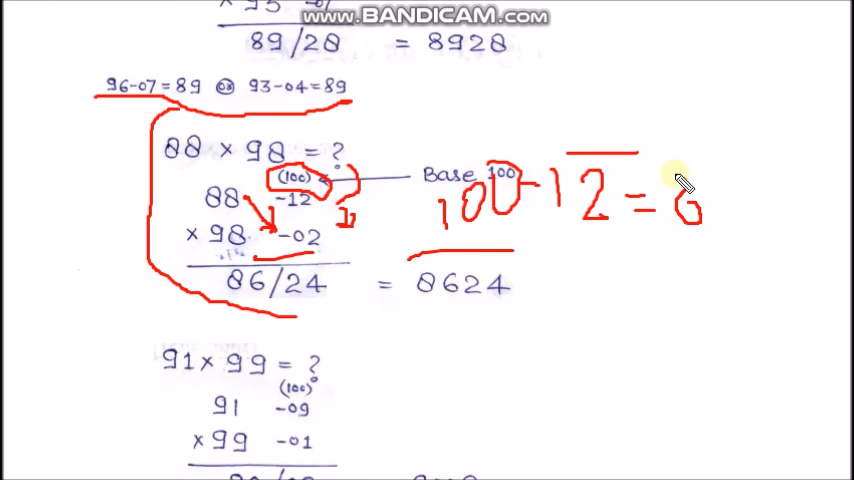 www.BANDICAM.com
89/28 = 8928
96-07=89 OR 93-04=89
88 × 98 = ?
(100)
Base 100
88 -12
× 98 -02
86/24 = 8624
100-12=8
91× 99 = ?
(100)
91 -09
×99 -01